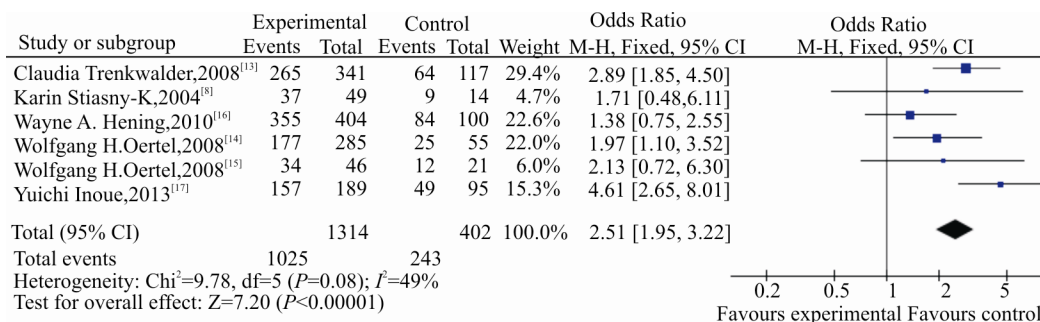 Experimental Control Odds Ratio Odds Ratio
Study or subgroup Events Total Events Total Weight M-H, Fixed, 95% CI M-H, Fixed, 95% CI
Claudia Trenkwalder,2008[13] 265 341 64 117 29.4% 2.89 [1.85, 4.50]
Karin Stiasny-K,2004[8] 37 49 9 14 4.7% 1.71 [0.48,6.11]
Wayne A. Hening,2010[16] 355 404 84 100 22.6% 1.38 [0.75, 2.55]
Wolfgang H.Oertel,2008[14] 177 285 25 55 22.0% 1.97 [1.10, 3.52]
Wolfgang H.Oertel,2008[15] 34 46 12 21 6.0% 2.13 [0.72, 6.30]
Yuichi Inoue,2013[17] 157 189 49 95 15.3% 4.61 [2.65, 8.01]
Total (95% CI) 1314 402 100.0% 2.51 [1.95, 3.22]
Total events 1025 243
Heterogeneity: Chi²=9.78, df=5 (P=0.08); I²=49%
Test for overall effect: Z=7.20 (P<0.00001)
0.2 0.5 1 2 5
Favours experimental Favours control